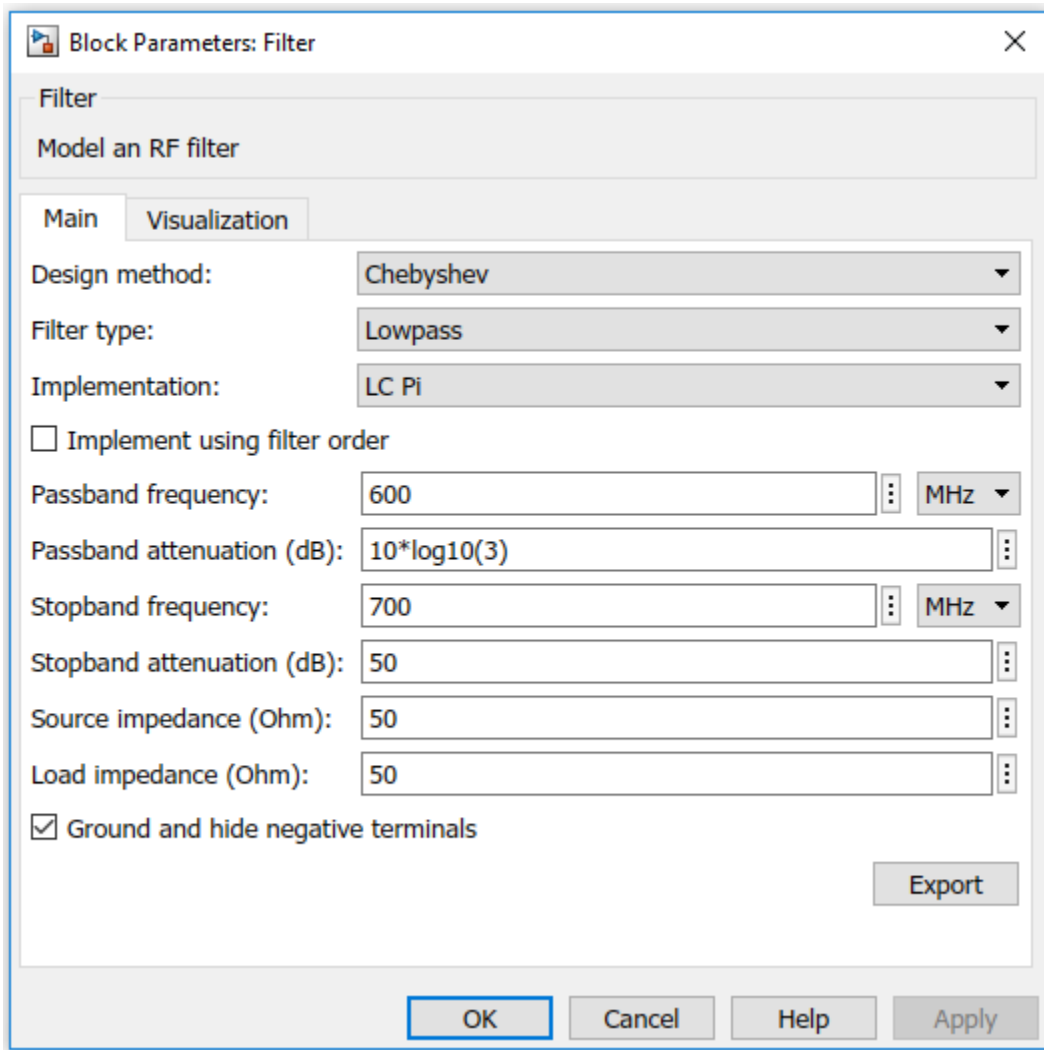 Block Parameters: Filter
Filter
Model an RF filter
Main Visualization
Design method: Chebyshev
Filter type: Lowpass
Implementation: LC Pi
Implement using filter order
Passband frequency: 600 MHz
Passband attenuation (dB): 10*log10(3)
Stopband frequency: 700 MHz
Stopband attenuation (dB): 50
Source impedance (Ohm): 50
Load impedance (Ohm): 50
Ground and hide negative terminals
Export
OK Cancel Help Apply